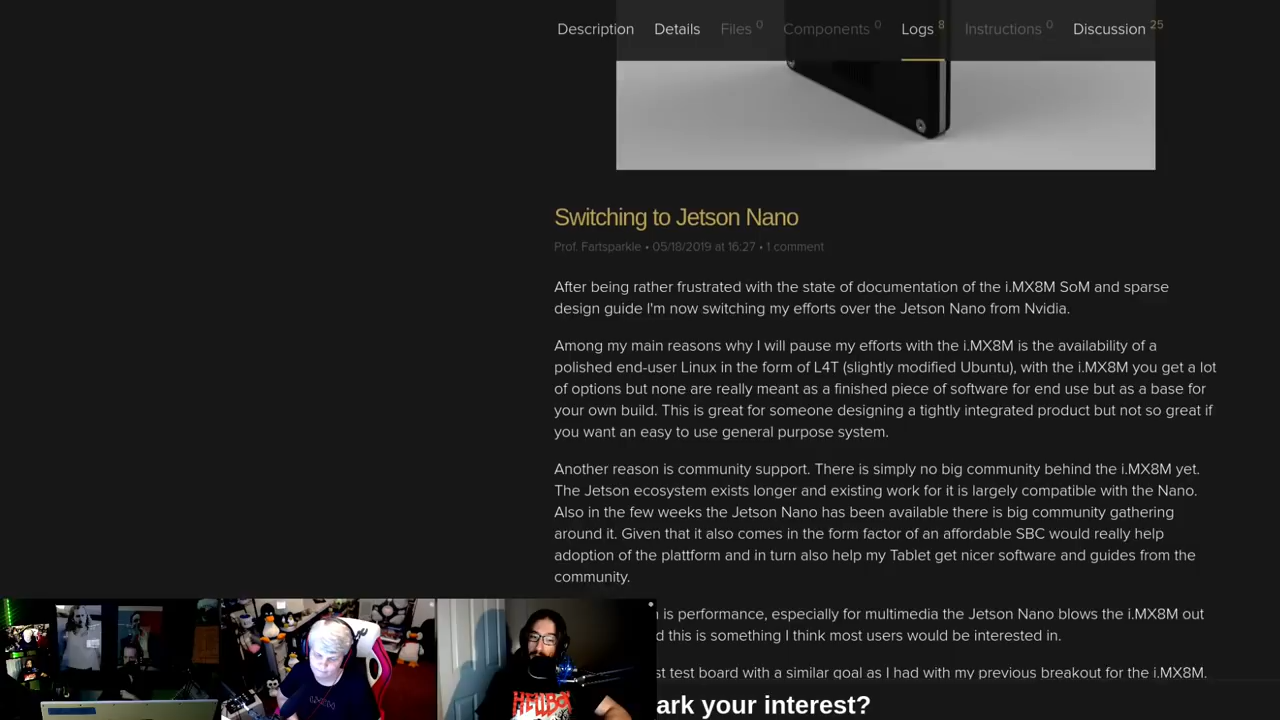 Description Details Files 0 Components 0 Logs 8 Instructions 0 Discussion 25
Switching to Jetson Nano
Prof. Fartsparkle • 05/18/2019 at 16:27 • 1 comment
After being rather frustrated with the state of documentation of the i.MX8M SoM and sparse
design guide I'm now switching my efforts over the Jetson Nano from Nvidia.
Among my main reasons why I will pause my efforts with the i.MX8M is the availability of a
polished end-user Linux in the form of L4T (slightly modified Ubuntu), with the i.MX8M you get a lot
of options but none are really meant as a finished piece of software for end use but as a base for
your own build. This is great for someone designing a tightly integrated product but not so great if
you want an easy to use general purpose system.
Another reason is community support. There is simply no big community behind the i.MX8M yet.
The Jetson ecosystem exists longer and existing work for it is largely compatible with the Nano.
Also in the few weeks the Jetson Nano has been available there is big community gathering
around it. Given that it also comes in the form factor of an affordable SBC would really help
adoption of the plattform and in turn also help my Tablet get nicer software and guides from the
community.
is performance, especially for multimedia the Jetson Nano blows the i.MX8M out
d this is something I think most users would be interested in.
st test board with a similar goal as I had with my previous breakout for the i.MX8M.
ark your interest?